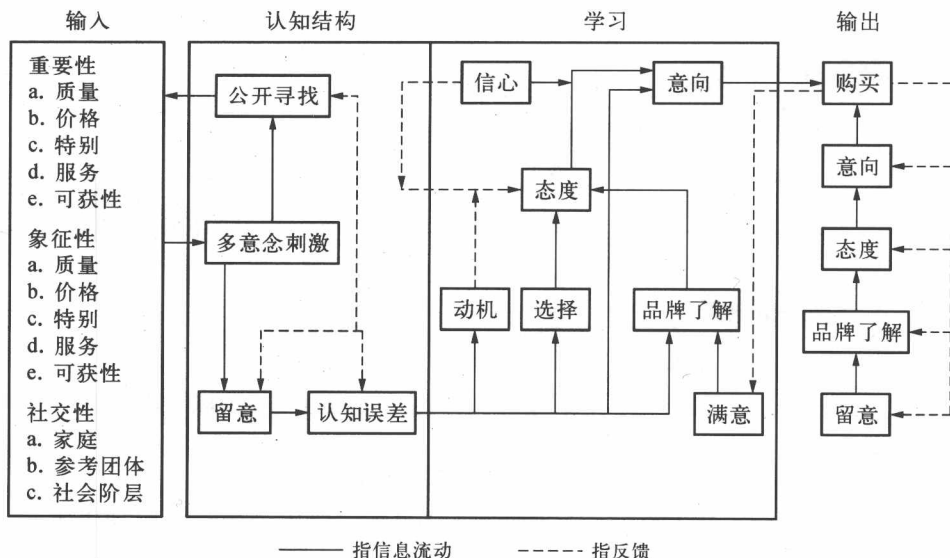 输入
认知结构
学习
输出
重要性
a. 质量
b. 价格
c. 特别
d. 服务
e. 可获性
象征性
a. 质量
b. 价格
c. 特别
d. 服务
e. 可获性
社交性
a. 家庭
b. 参考团体
c. 社会阶层
公开寻找
多意念刺激
留意
认知误差
信心
意向
态度
动机
选择
品牌了解
满意
购买
意向
态度
品牌了解
留意
指信息流动
指反馈